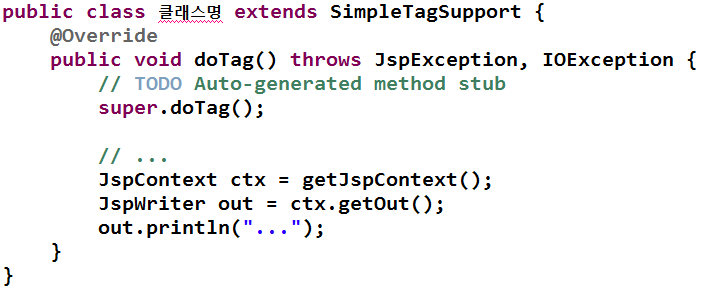 public class 클래스명 extends SimpleTagSupport {
    @Override
    public void doTag() throws JspException, IOException {
        // TODO Auto-generated method stub
        super.doTag();

        // ...
        JspContext ctx = getJspContext();
        JspWriter out = ctx.getOut();
        out.println("...");
    }
}